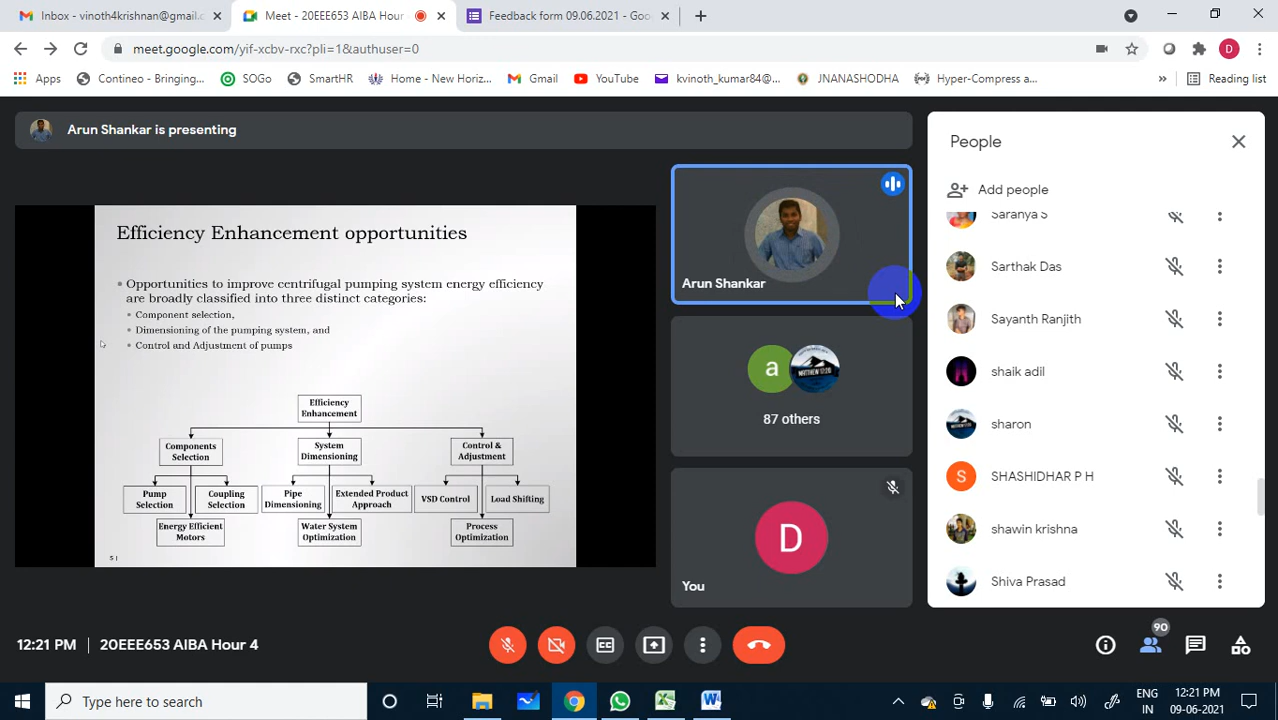 Inbox - vinoth4krishnan@gmail.c
Meet - 20EEE653 AIBA Hour
Feedback form 09.06.2021 - Goo
meet.google.com/yif-xcbv-rxc?pli=1&authuser=0
Apps
Contineo - Bringing...
SOGo
SmartHR
Home - New Horiz...
Gmail
YouTube
kvinoth_kumar84@...
JNANASHODHA
Hyper-Compress a...
»
Reading list
D
Arun Shankar is presenting
Efficiency Enhancement opportunities
Opportunities to improve centrifugal pumping system energy efficiency
are broadly classified into three distinct categories:
Component selection,
Dimensioning of the pumping system, and
Control and Adjustment of pumps
Efficiency
Enhancement
Components
Selection
System
Dimensioning
Control &
Adjustment
Pump
Selection
Coupling
Selection
Pipe
Dimensioning
Extended Product
Approach
VSD Control
Load Shifting
Energy Efficient
Motors
Water System
Optimization
Process
Optimization
51
Arun Shankar
a
MATTHEW 17:20
87 others
D
You
People
Add people
Saranya S
Sarthak Das
Sayanth Ranjith
shaik adil
sharon
S
SHASHIDHAR P H
shawin krishna
Shiva Prasad
12:21 PM | 20EEE653 AIBA Hour 4
CC
90
Type here to search
ENG
IN
12:21 PM
09-06-2021